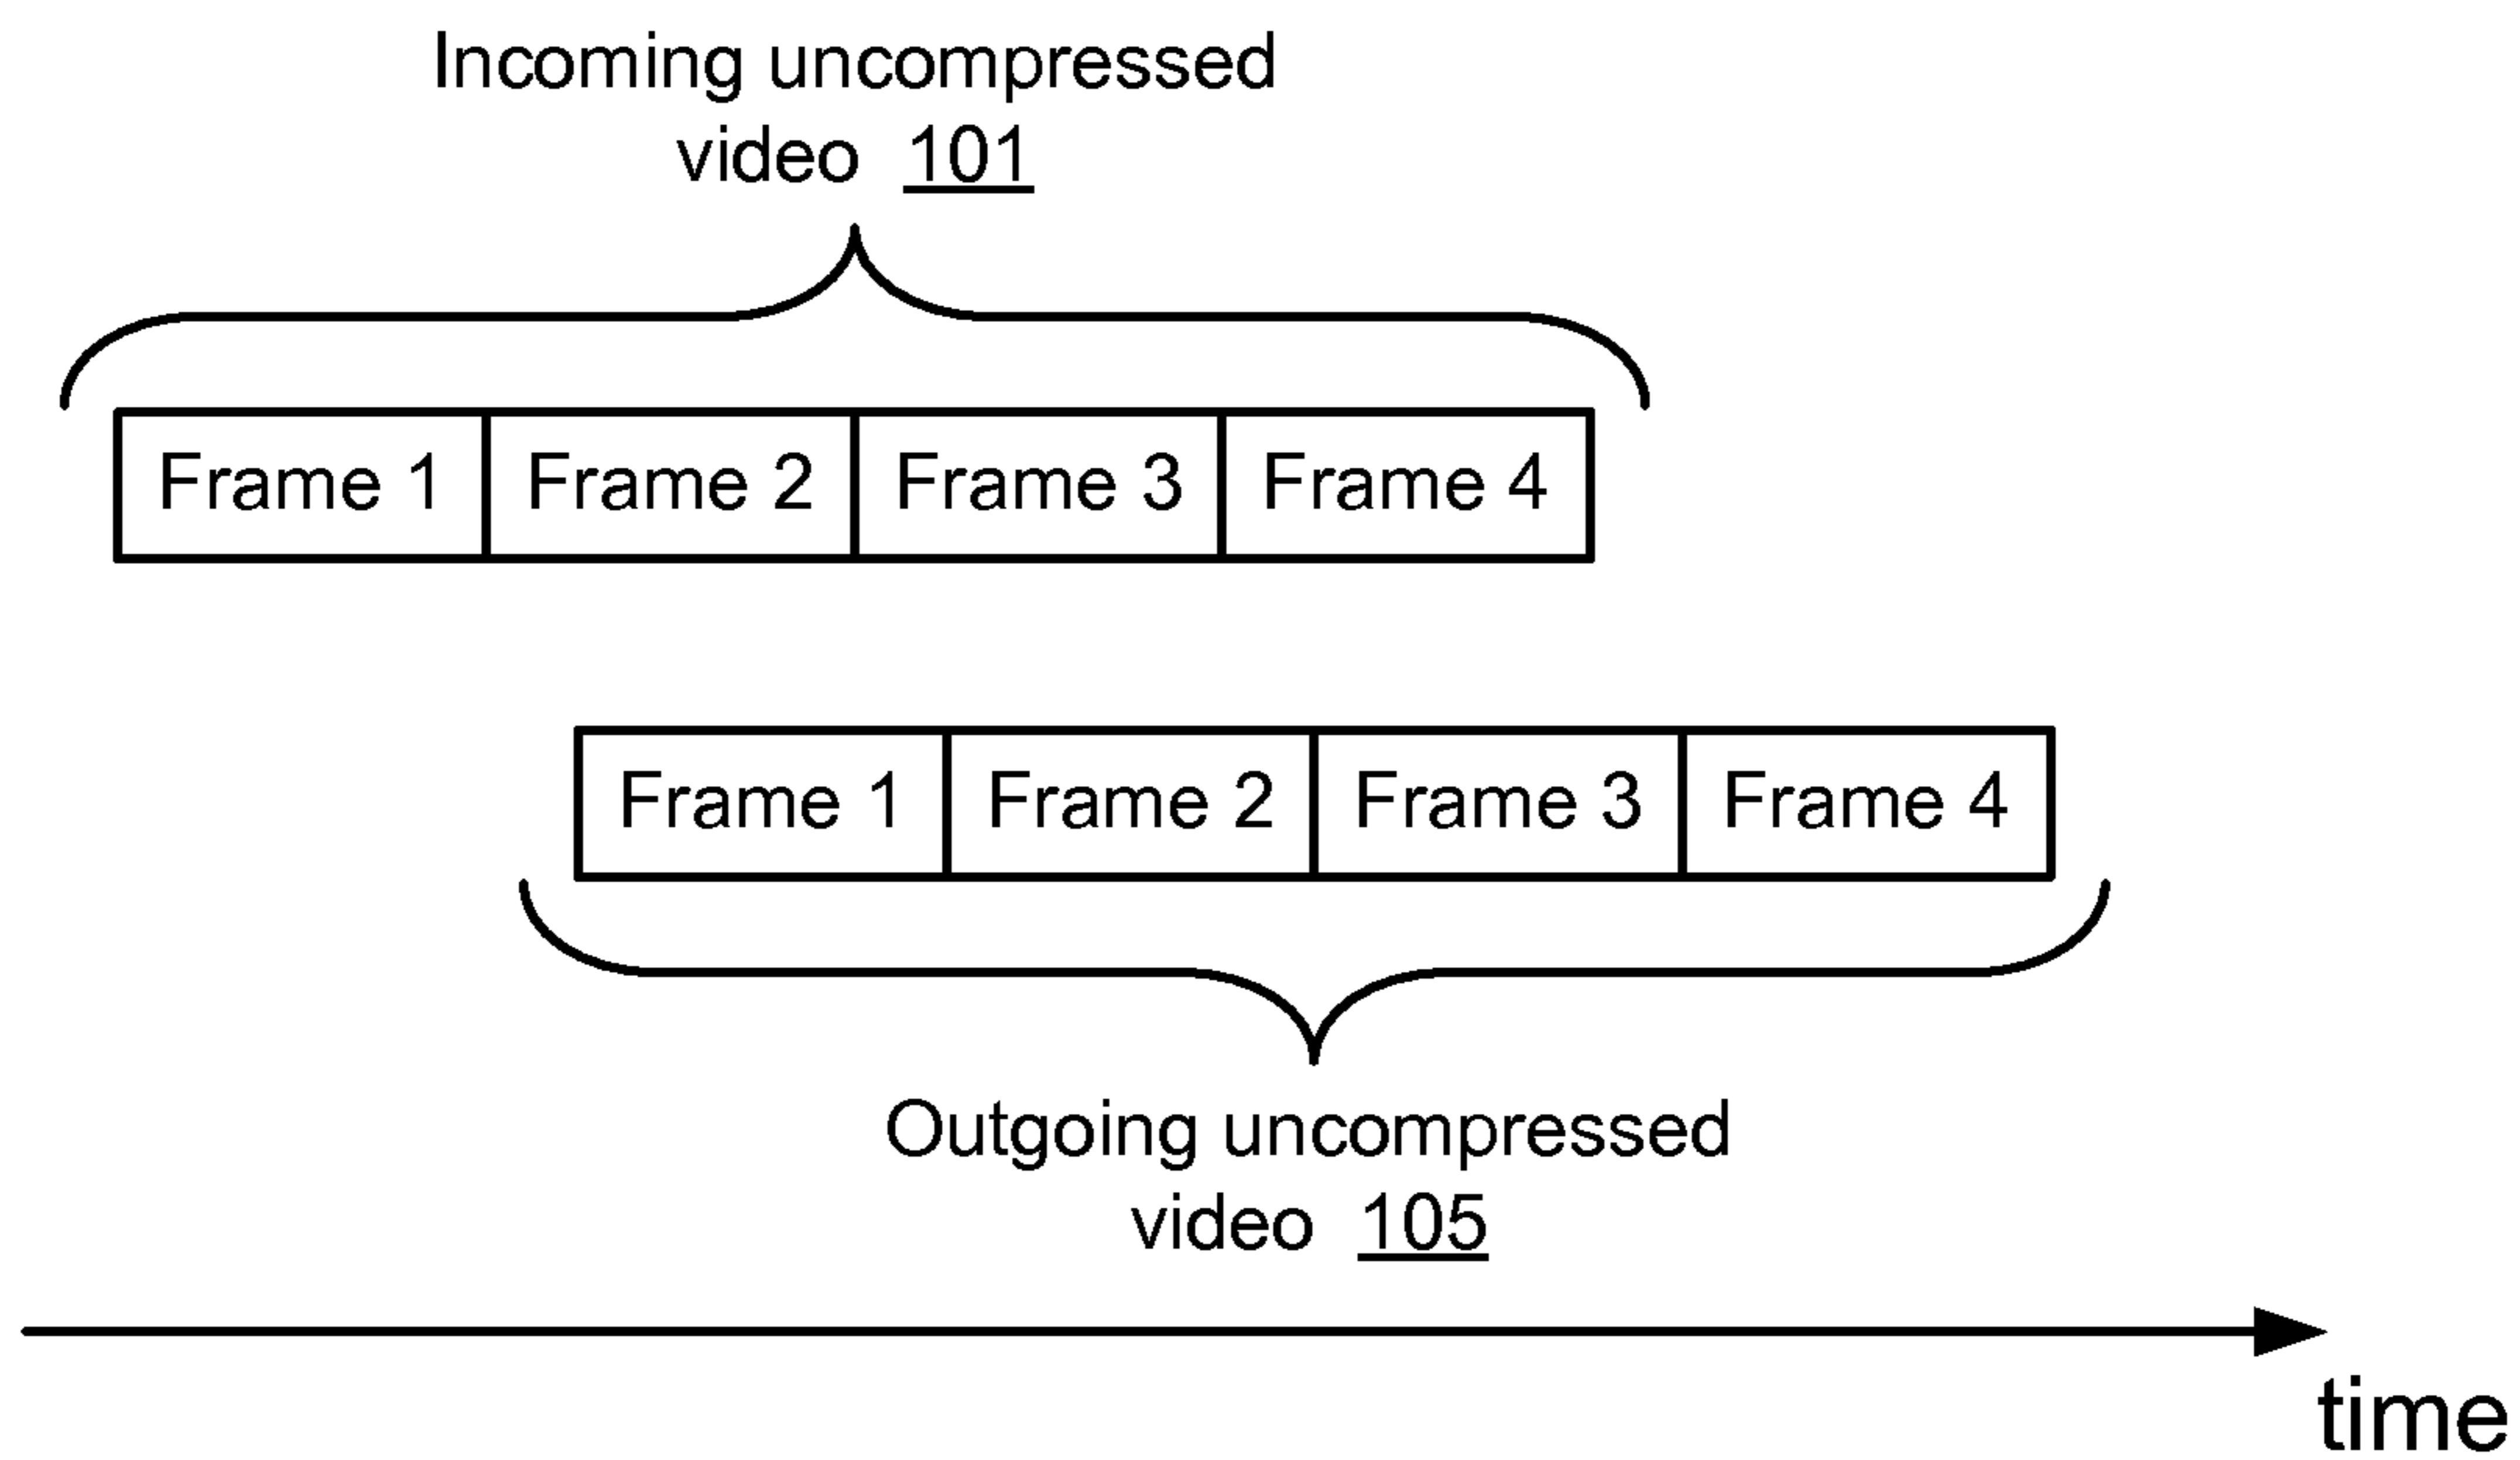 Incoming uncompressed
video 101
Frame 1 Frame 2 Frame 3 Frame 4
Frame 1 Frame 2 Frame 3 Frame 4
Outgoing uncompressed
video 105
time